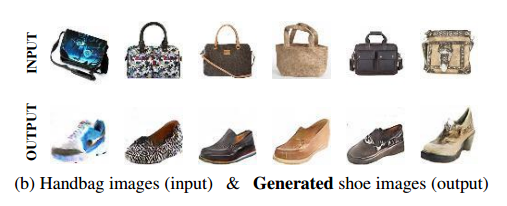 INPUT
OUTPUT
(b) Handbag images (input) & Generated shoe images (output)